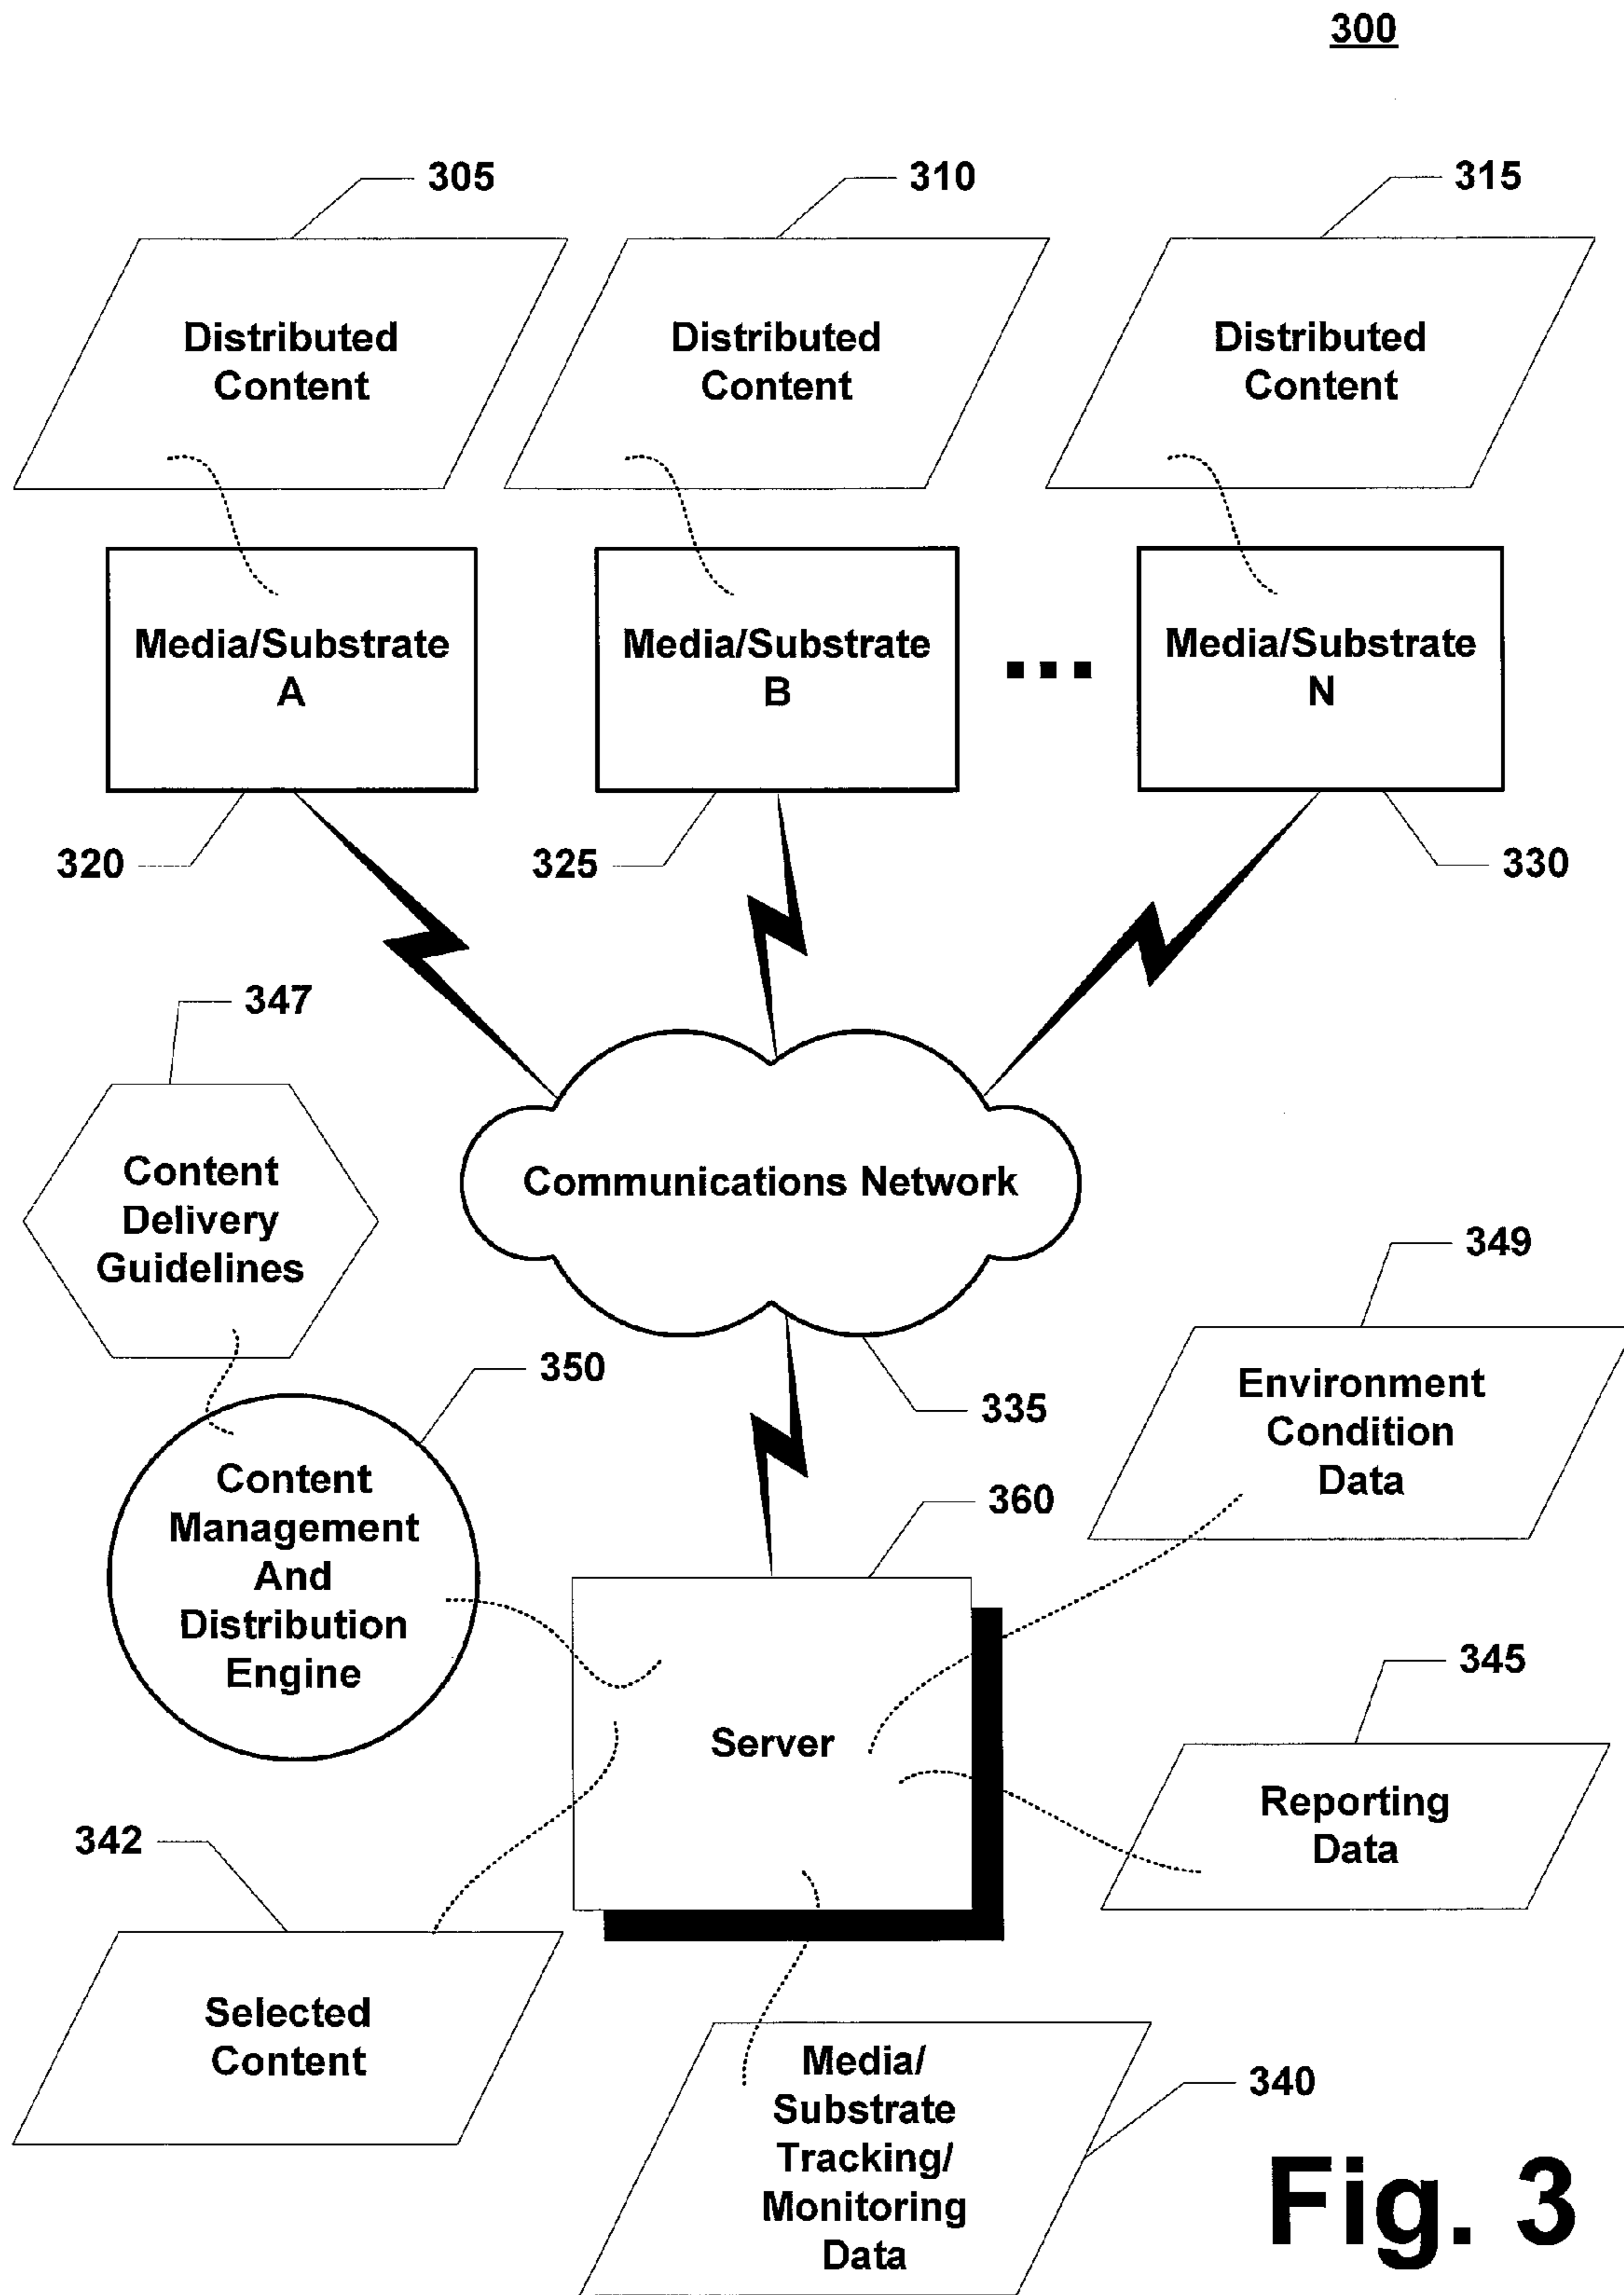 300
305
310
315
Distributed
Content
Distributed
Content
Distributed
Content
Media/Substrate
A
Media/Substrate
B
Media/Substrate
N
320
325
330
347
Content
Delivery
Guidelines
Communications Network
349
350
335
Environment
Condition
Data
Content
Management
And
Distribution
Engine
360
Server
345
Reporting
Data
342
Selected
Content
Media/
Substrate
Tracking/
Monitoring
Data
340
Fig. 3